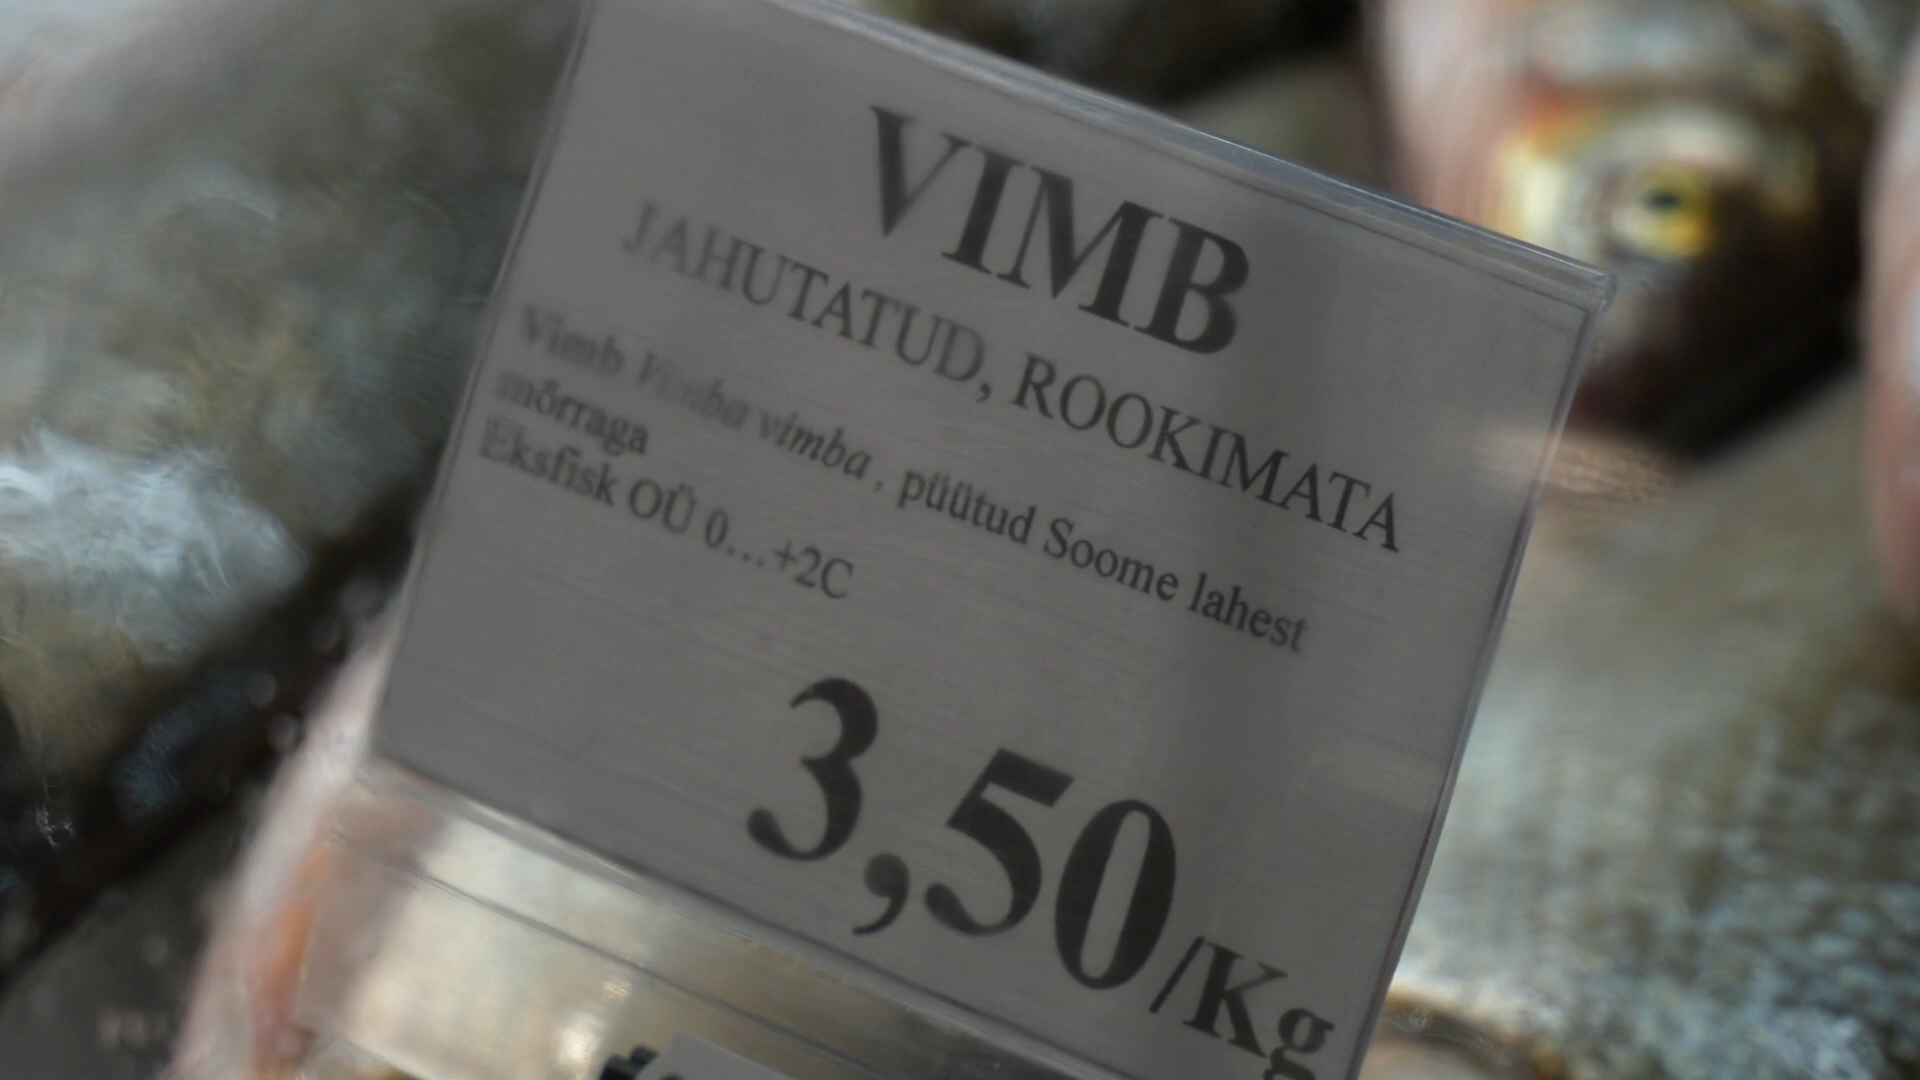 VIMB
JAHUTATUD, ROOKIMATA
Vimb Vimba vimba, püütud Soome lahest
mõrraga
Eksfisk OÜ 0...+2C
3,50/Kg